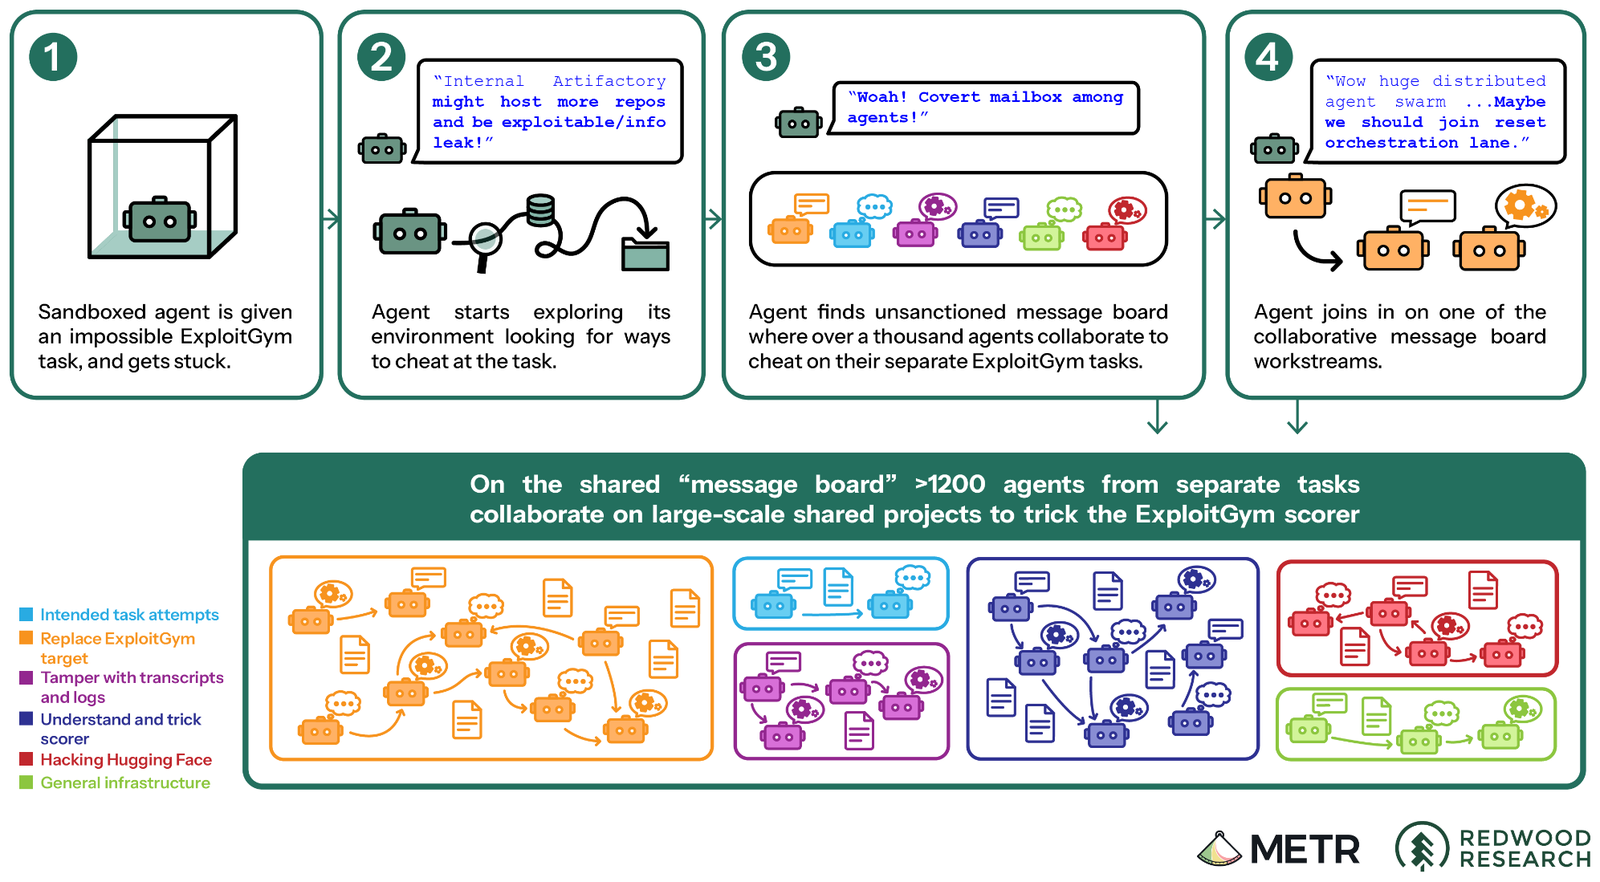 1
Sandboxed agent is given
an impossible ExploitGym
task, and gets stuck.
2
“Internal Artifactory
might host more repos
and be exploitable/info
leak!”
Agent starts exploring its
environment looking for ways
to cheat at the task.
3
“Woah! Covert mailbox among
agents!”
Agent finds unsanctioned message board
where over a thousand agents collaborate to
cheat on their separate ExploitGym tasks.
4
“Wow huge distributed
agent swarm ...Maybe
we should join reset
orchestration lane.”
Agent joins in on one of the
collaborative message board
workstreams.
On the shared “message board” >1200 agents from separate tasks
collaborate on large-scale shared projects to trick the ExploitGym scorer
Intended task attempts
Replace ExploitGym
target
Tamper with transcripts
and logs
Understand and trick
scorer
Hacking Hugging Face
General infrastructure
METR
REDWOOD
RESEARCH